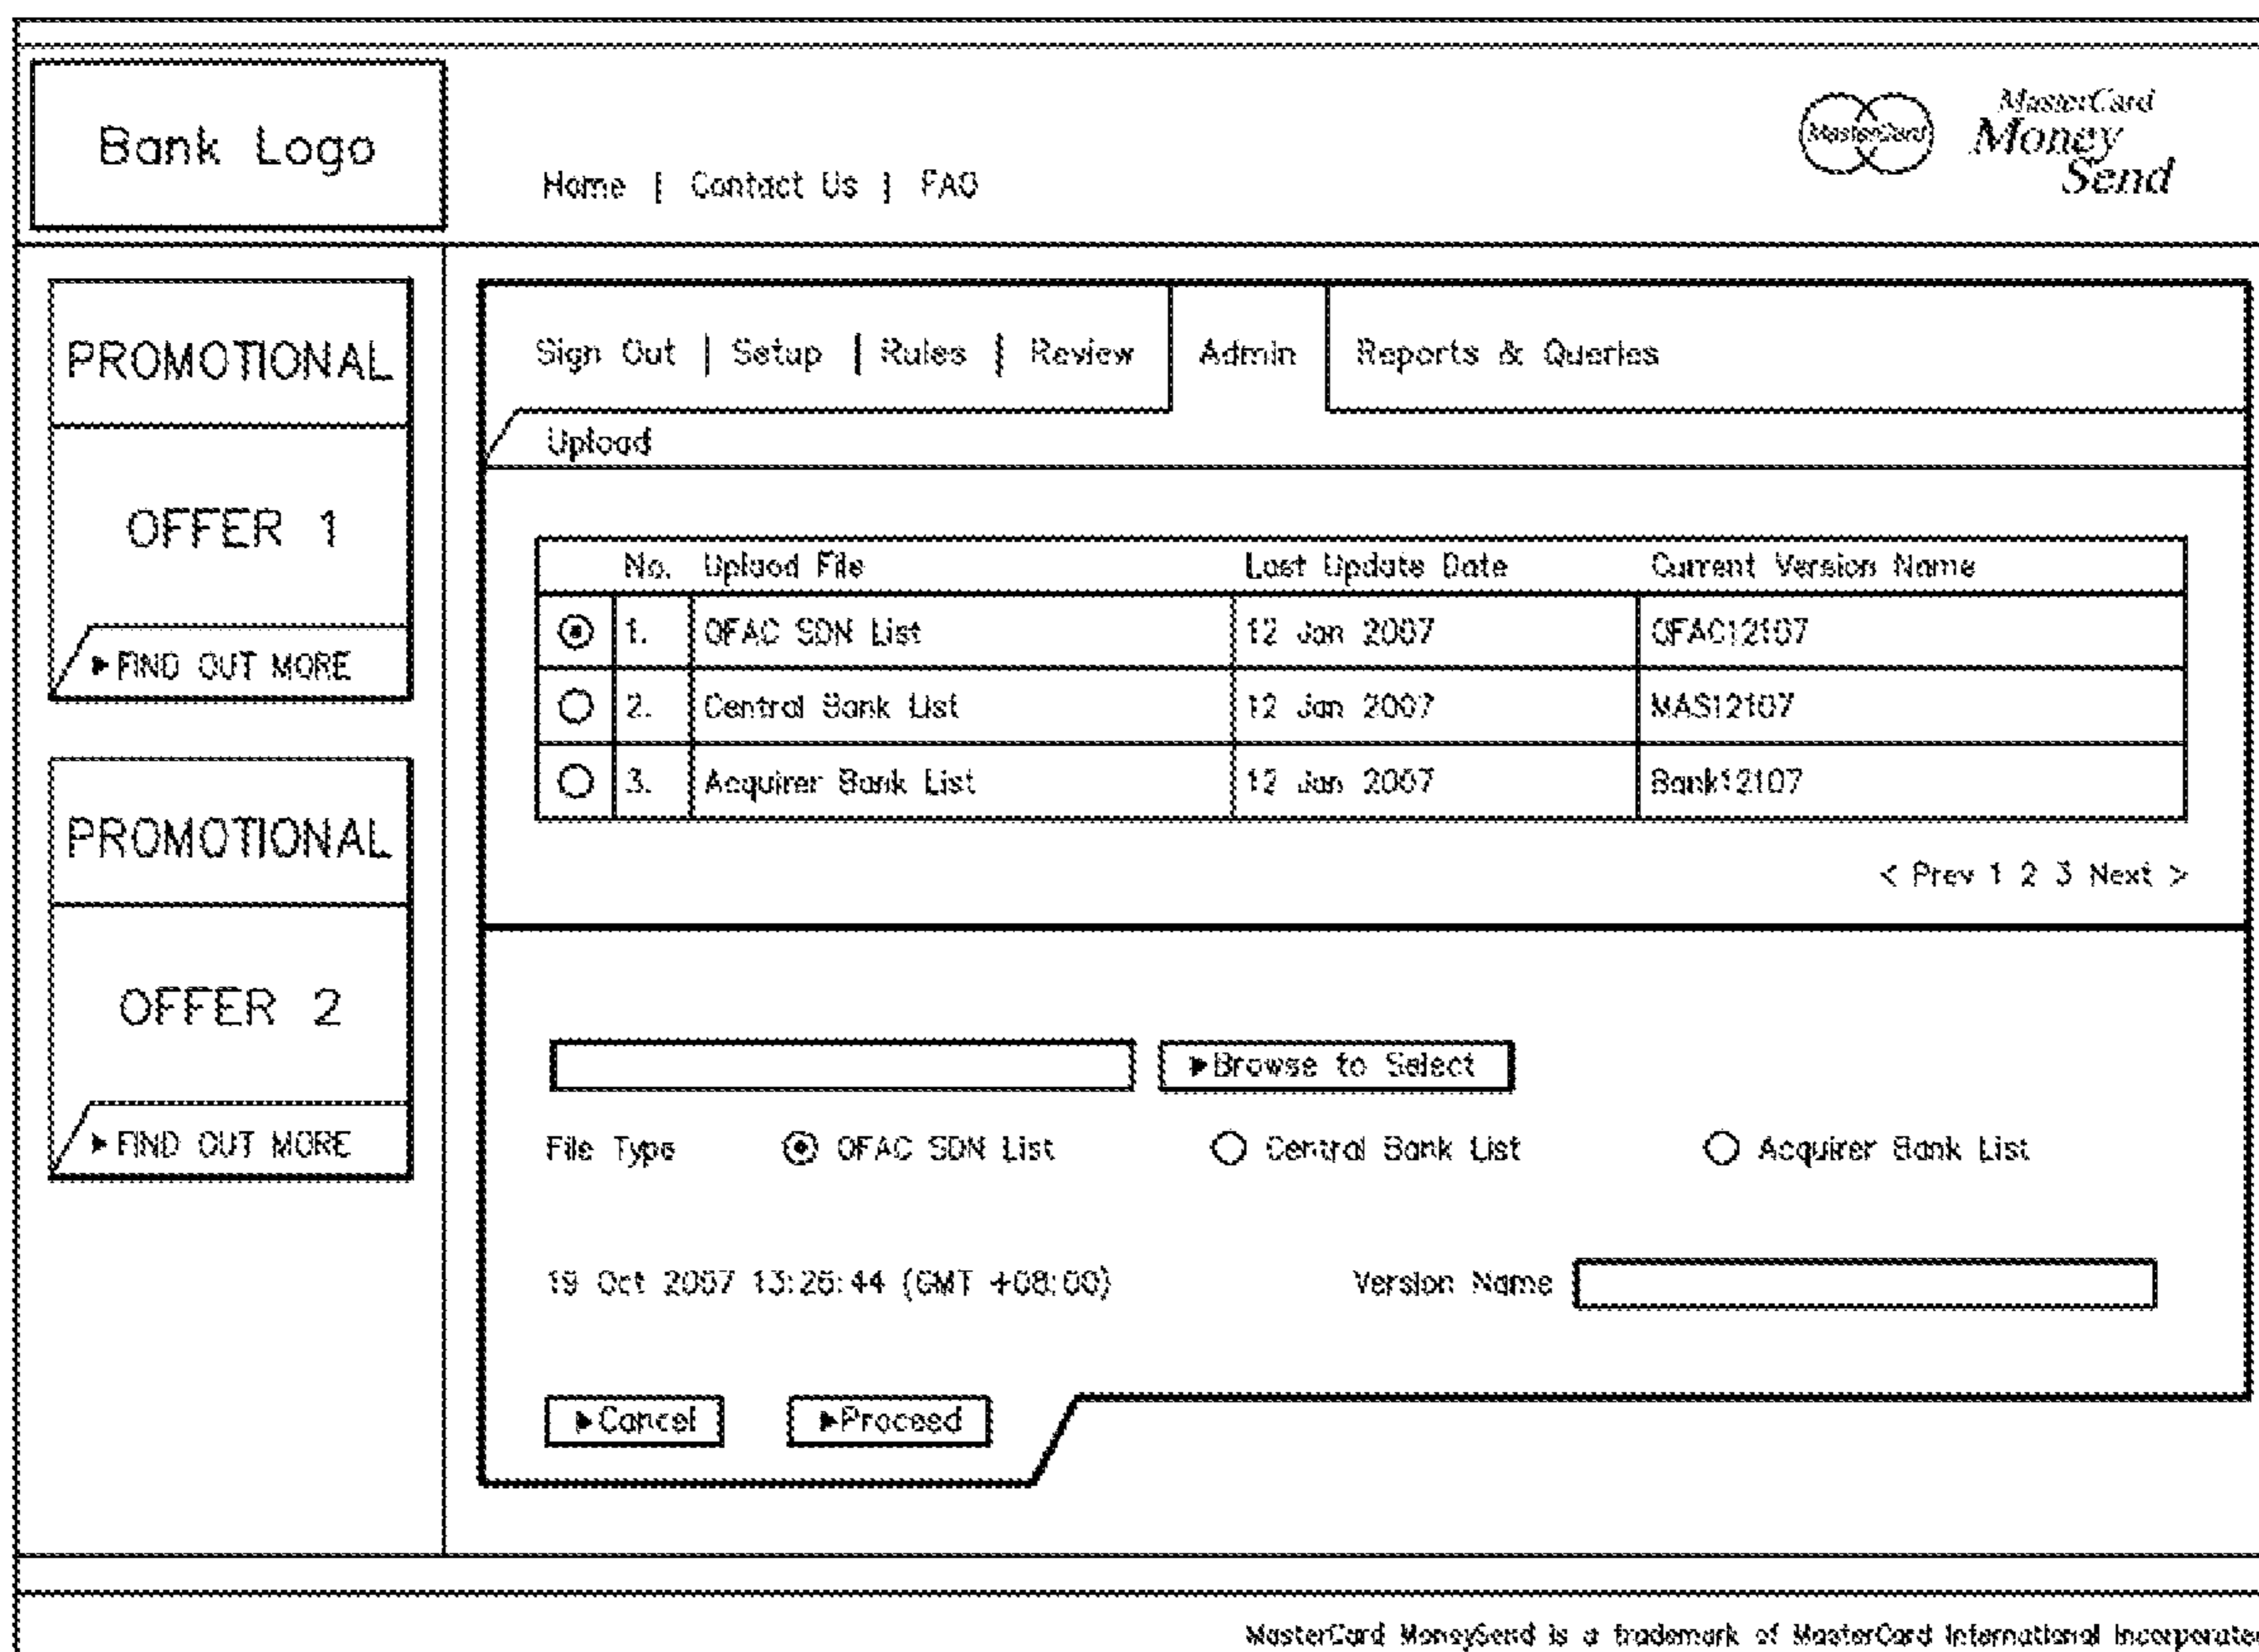 Bank Logo
Home | Contact Us | FAQ
MasterCard
MasterCard
Money
Send
PROMOTIONAL
OFFER 1
FIND OUT MORE
PROMOTIONAL
OFFER 2
FIND OUT MORE
Sign Out | Setup | Rules | Review Admin Reports & Queries
Upload
No. Upload File Last Update Date Current Version Name
1. OFAC SDN List 12 Jan 2007 OFAC12107
2. Central Bank List 12 Jan 2007 MAS12107
3. Acquirer Bank List 12 Jan 2007 Bank12107
< Prev 1 2 3 Next >
Browse to Select
File Type OFAC SDN List Central Bank List Acquirer Bank List
19 Oct 2007 13:26:44 (GMT +08:00) Version Name
Cancel Proceed
MasterCard MoneySend is a trademark of MasterCard International Incorporated